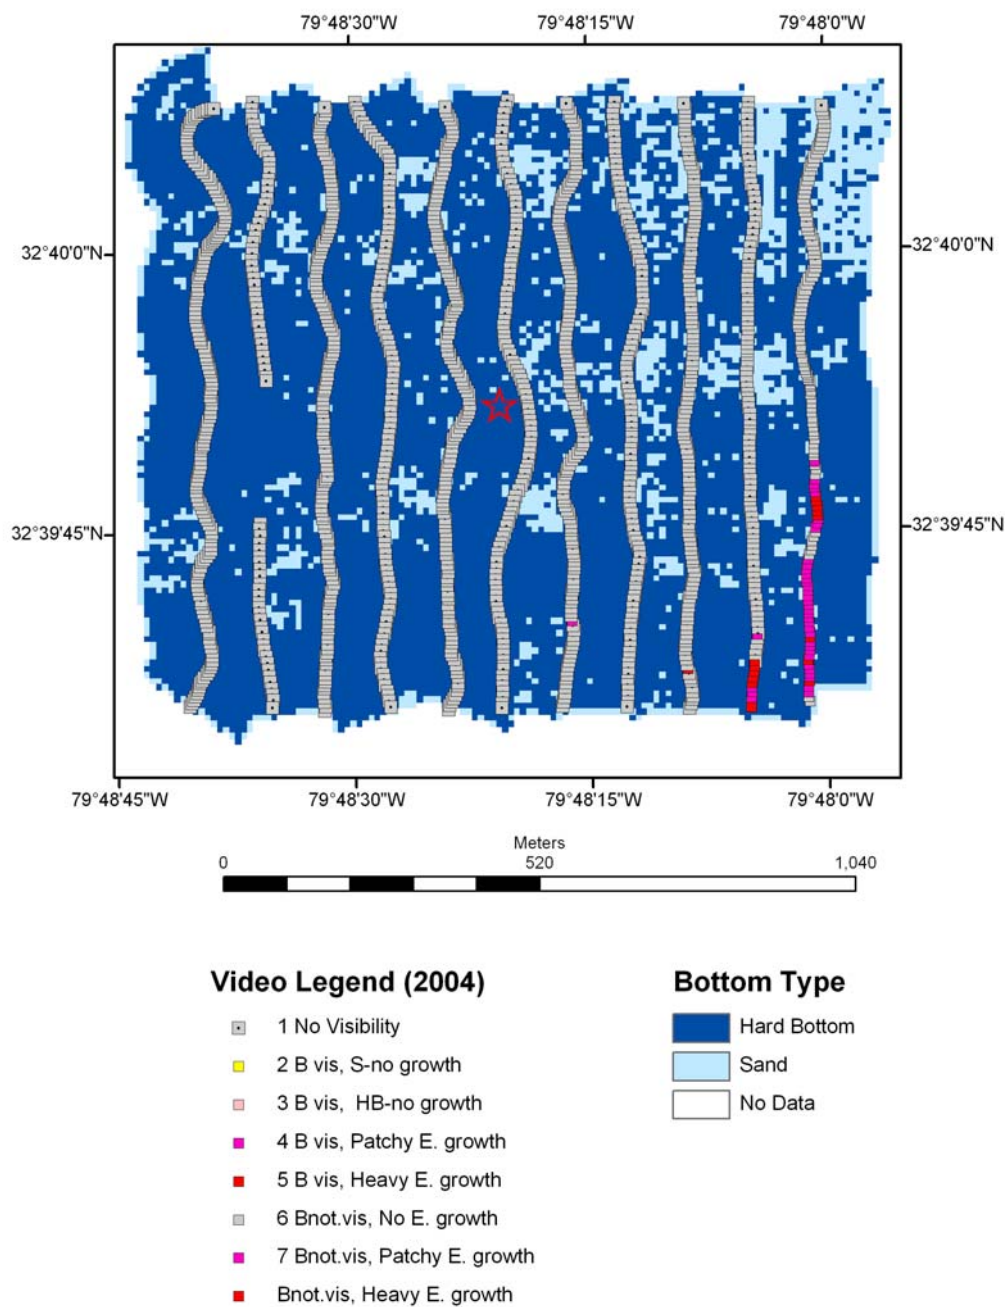 79°48'30"W 79°48'15"W 79°48'0"W
32°40'0"N 32°40'0"N
32°39'45"N 32°39'45"N
79°48'45"W 79°48'30"W 79°48'15"W 79°48'0"W
Meters
0 520 1,040
Video Legend (2004)
1 No Visibility
2 B vis, S-no growth
3 B vis, HB-no growth
4 B vis, Patchy E. growth
5 B vis, Heavy E. growth
6 Bnot.vis, No E. growth
7 Bnot.vis, Patchy E. growth
Bnot.vis, Heavy E. growth
Bottom Type
Hard Bottom
Sand
No Data